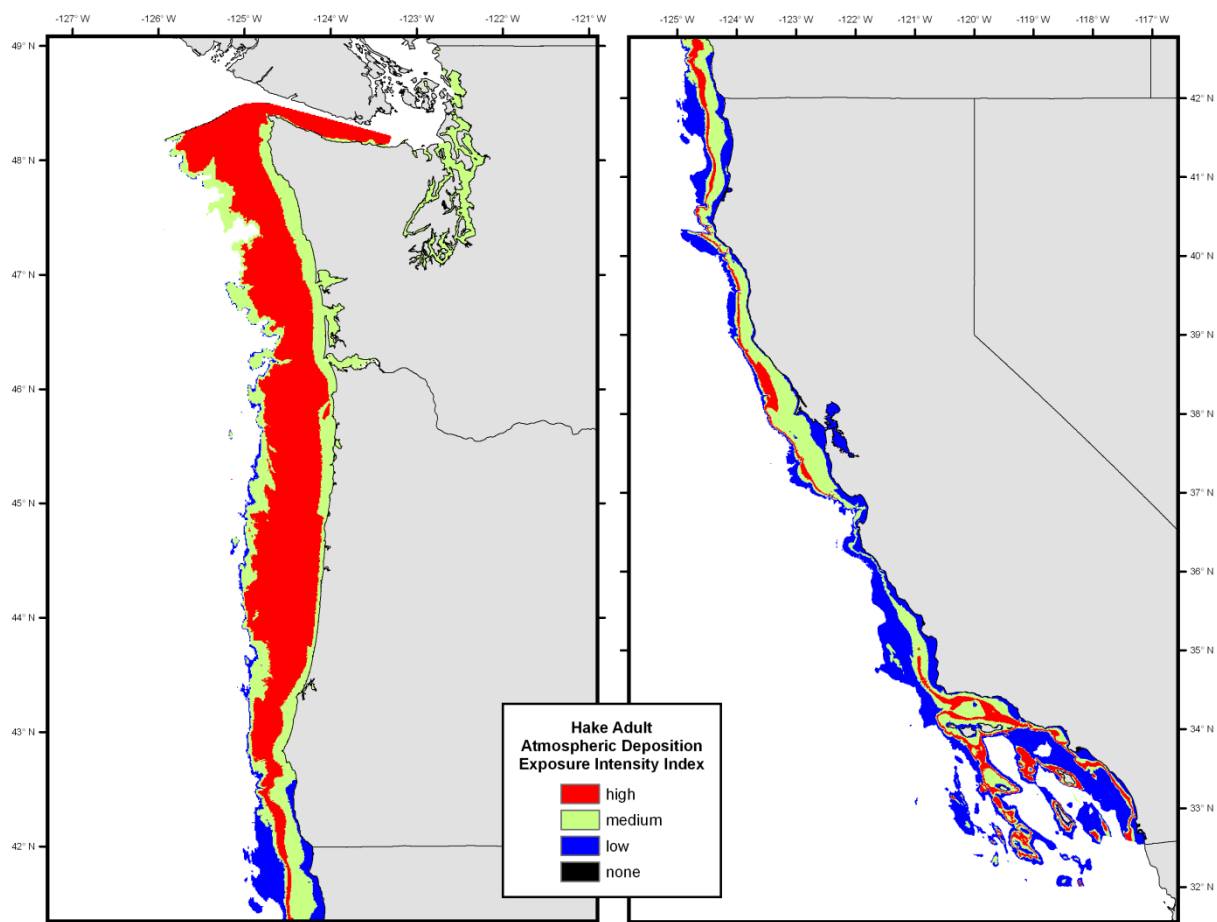 -127°W -126°W -125°W -124°W -123°W -122°W -121°W
49°N
48°N
47°N
46°N
45°N
44°N
43°N
42°N
-125°W -124°W -123°W -122°W -121°W -120°W -119°W -118°W -117°W
42°N
41°N
40°N
39°N
38°N
37°N
36°N
35°N
34°N
33°N
32°N
Hake Adult
Atmospheric Deposition
Exposure Intensity Index
high
medium
low
none